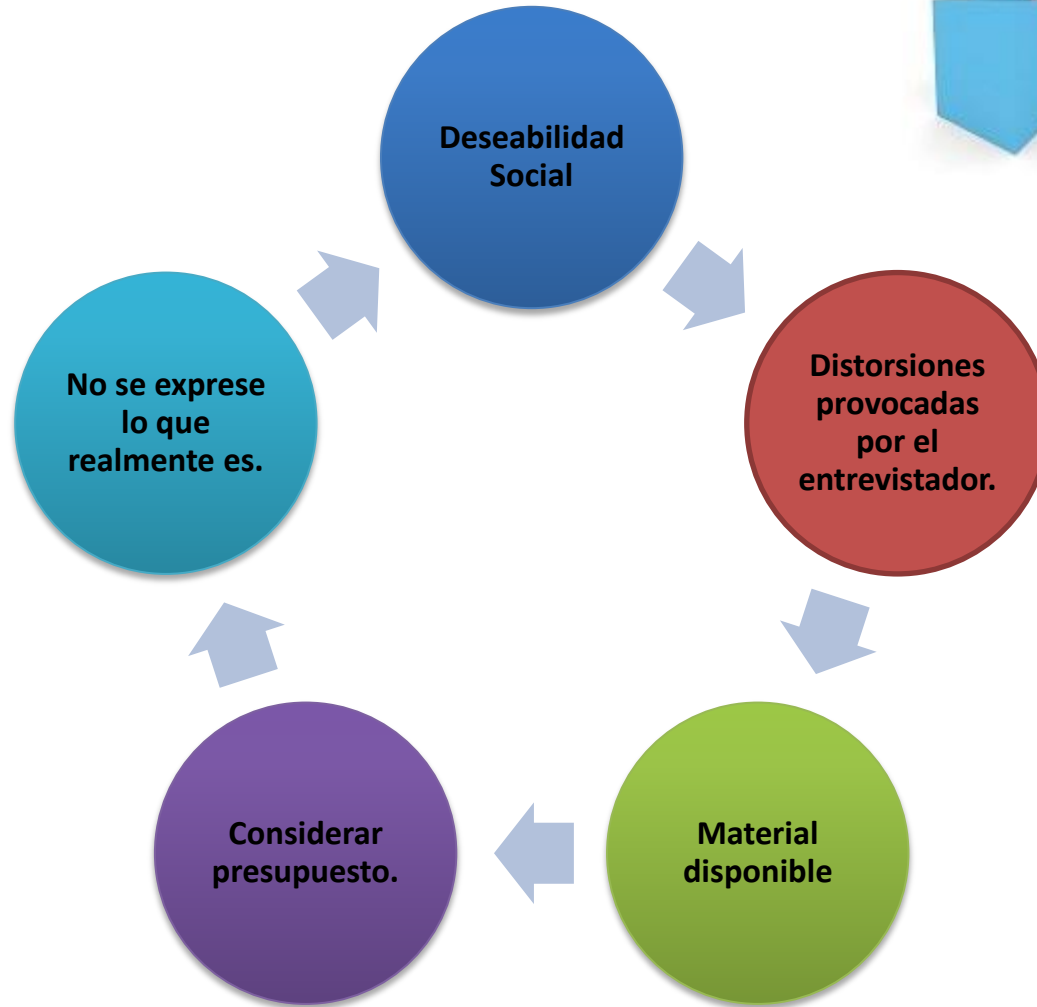 Deseabilidad
Social
Distorsiones
provocadas
por el
entrevistador.
Material
disponible
Considerar
presupuesto.
No se exprese
lo que
realmente es.